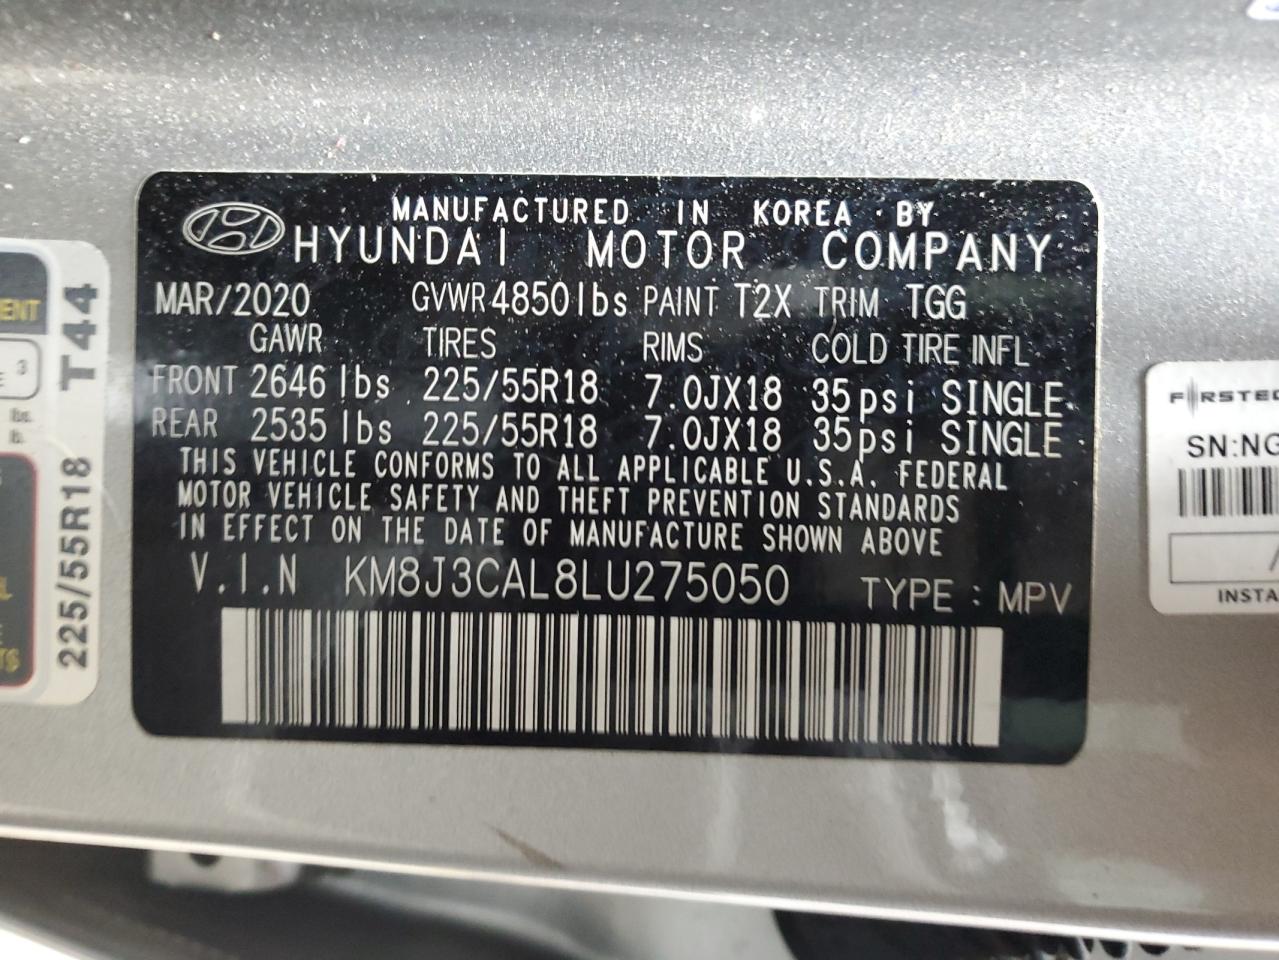 MANUFACTURED IN KOREA BY
HYUNDAI MOTOR COMPANY
MAR/2020 GVWR 4850lbs PAINT T2X TRIM TGG
GAWR TIRES RIMS COLD TIRE INFL
FRONT 2646 lbs 225/55R18 7.0JX18 35psi SINGLE
REAR 2535 lbs 225/55R18 7.0JX18 35psi SINGLE
THIS VEHICLE CONFORMS TO ALL APPLICABLE U.S.A. FEDERAL
MOTOR VEHICLE SAFETY AND THEFT PREVENTION STANDARDS
IN EFFECT ON THE DATE OF MANUFACTURE SHOWN ABOVE
V.I.N KM8J3CAL8LU275050 TYPE : MPV
225/55R18 T44
3
lbs.
lb.
SN:NG